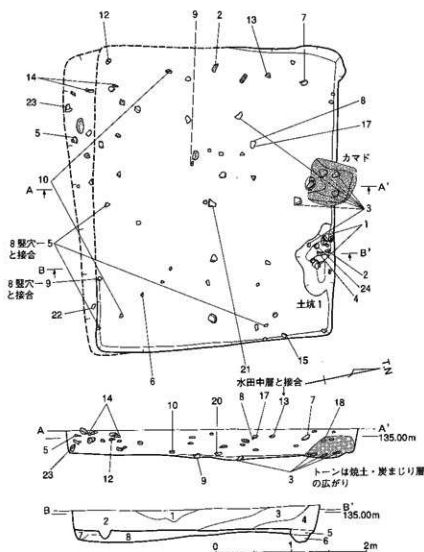 12
9
2
13
7
14
23
5
8
17
カマド
A
A'
10
3
1
8竪穴ー5
と接合
B'
2
B
24
8竪穴ー9
と接合
4
土坑1
22
6
21
15
水田中層と接合
N
A
14
10
20
8
17
13
7
18
A'
135.00m
5
23
12
9
3
トーンは焼土・炭まじり層
の広がり
B
2
1
3
4
B'
135.00m
7
8
5
6
0
1
2m